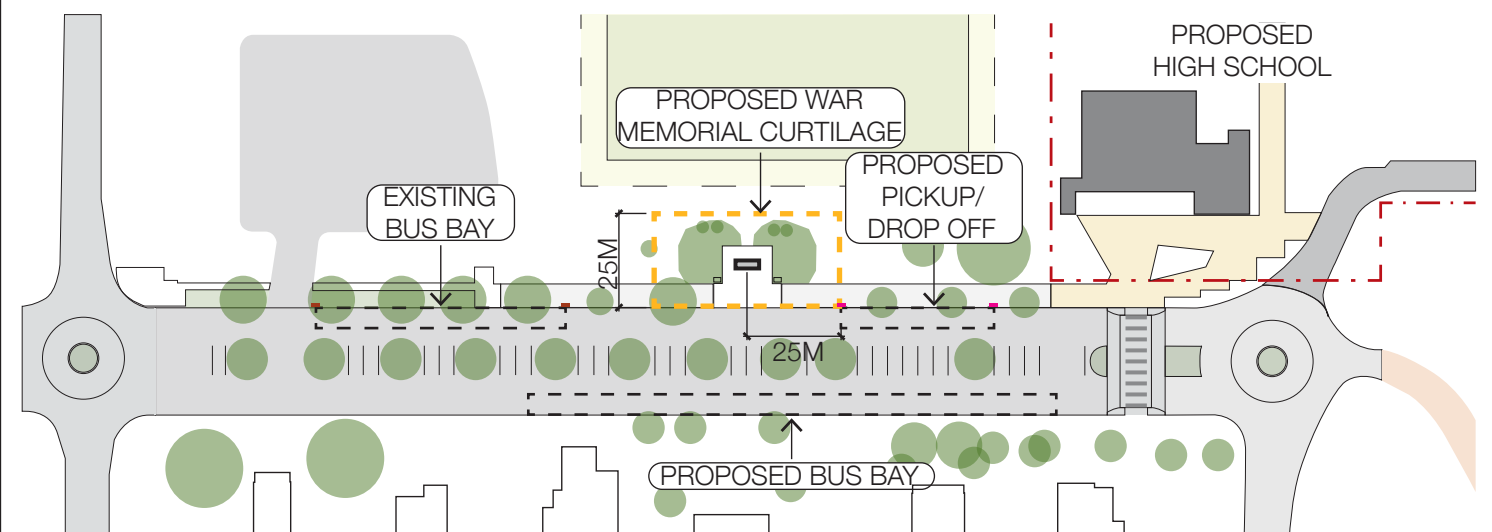 PROPOSED
HIGH SCHOOL
PROPOSED WAR
MEMORIAL CURTILAGE
PROPOSED
PICKUP/
DROP OFF
EXISTING
BUS BAY
25M
25M
PROPOSED BUS BAY